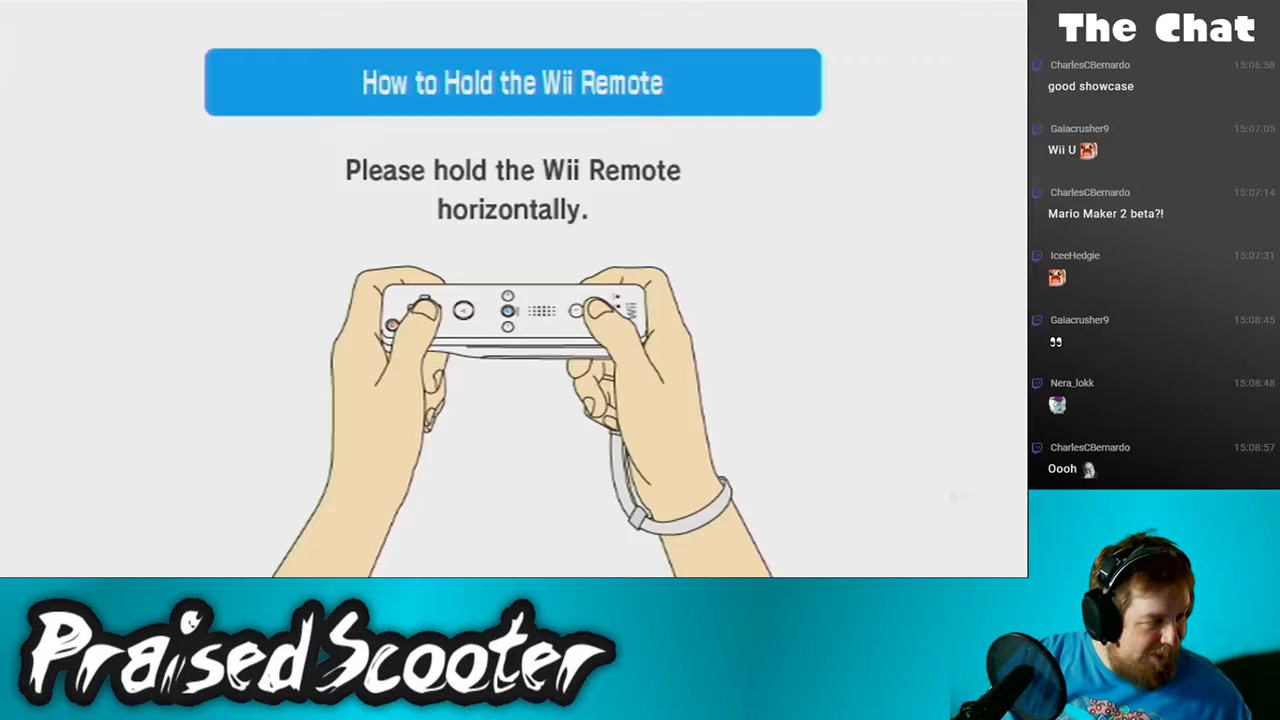 How to Hold the Wii Remote
Please hold the Wii Remote
horizontally.
Wii
PraisedScooter
The Chat
CharlesCBernardo 15:06:58
good showcase
Gaiacrusher9 15:07:05
Wii U
CharlesCBernardo 15:07:14
Mario Maker 2 beta?!
IceeHedgie 15:07:31
Gaiacrusher9 15:08:45
Nera_lokk 15:08:48
CharlesCBernardo 15:08:57
Oooh